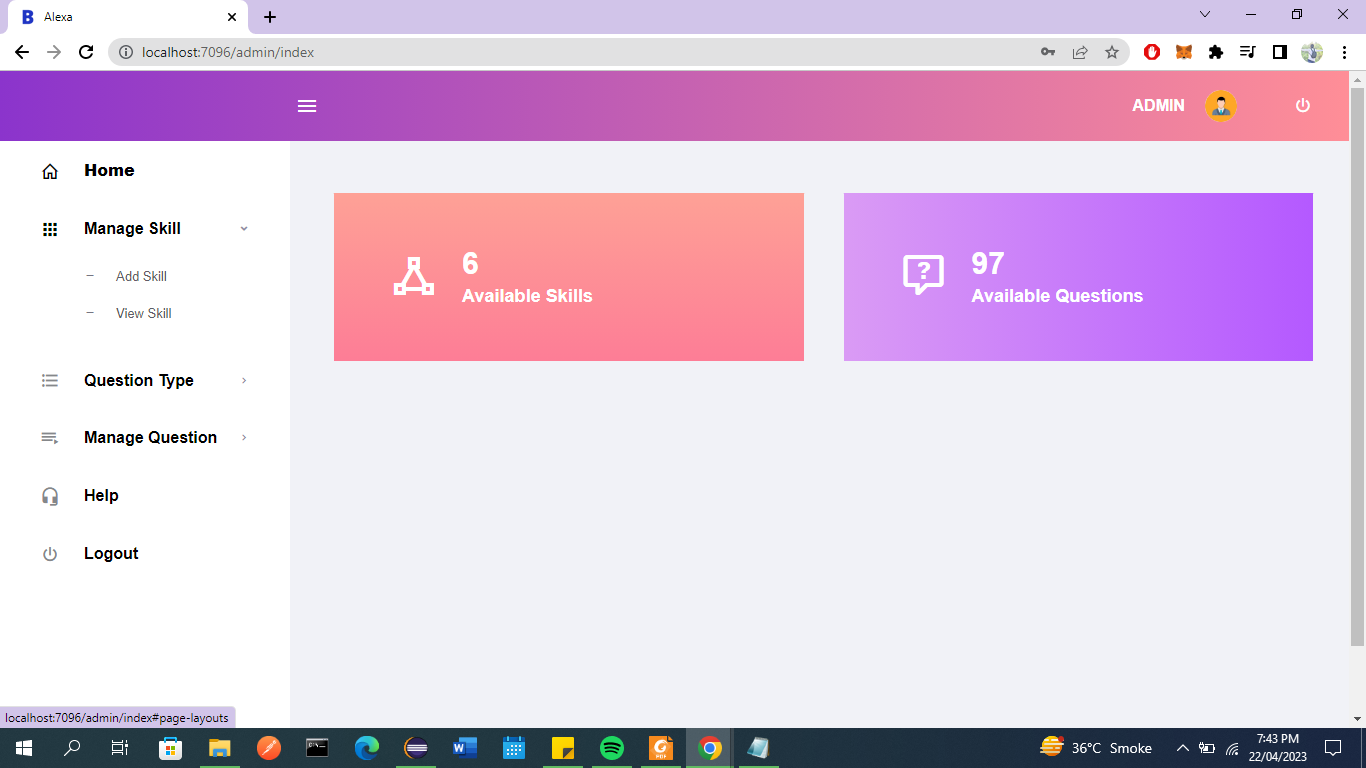 Alexa
localhost:7096/admin/index
ADMIN
Home
Manage Skill
Add Skill
View Skill
Question Type
Manage Question
Help
Logout
6
Available Skills
97
Available Questions
localhost:7096/admin/index#page-layouts
36°C Smoke
7:43 PM
22/04/2023